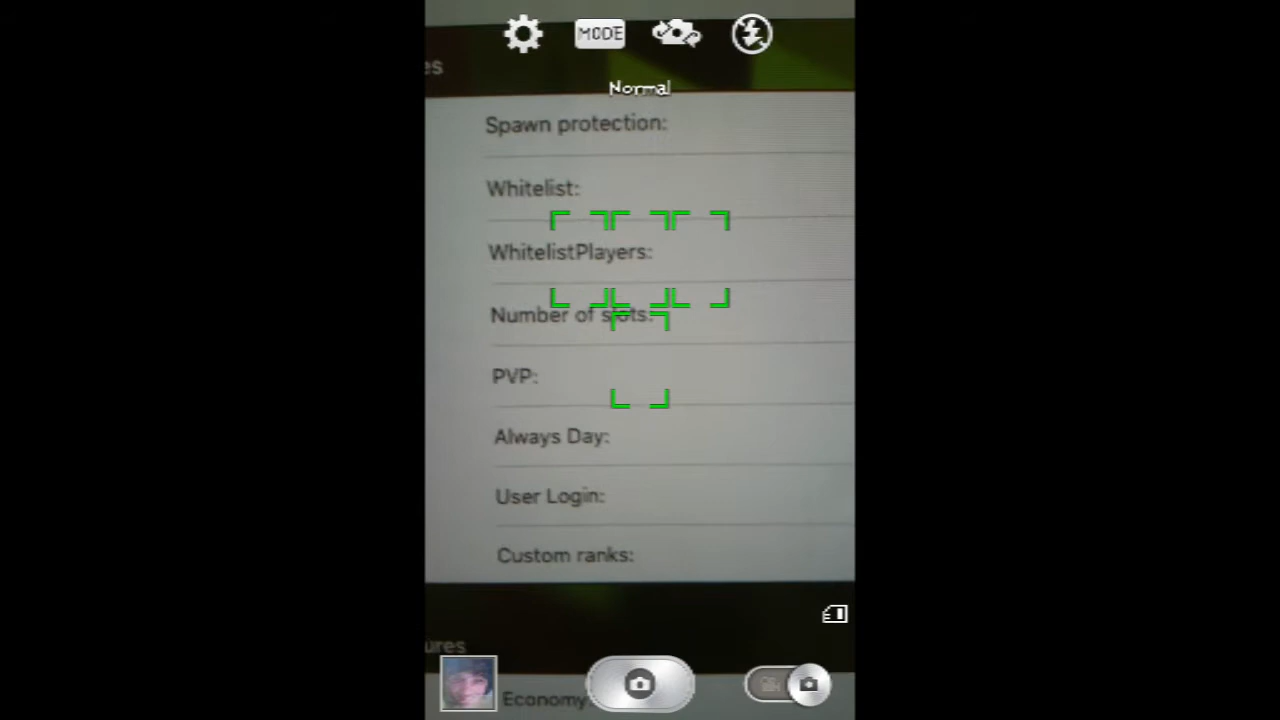 MODE
es
Normal
Spawn protection:
Whitelist:
WhitelistPlayers:
Number of slots:
PVP:
Always Day:
User Login:
Custom ranks:
ures
Economy: